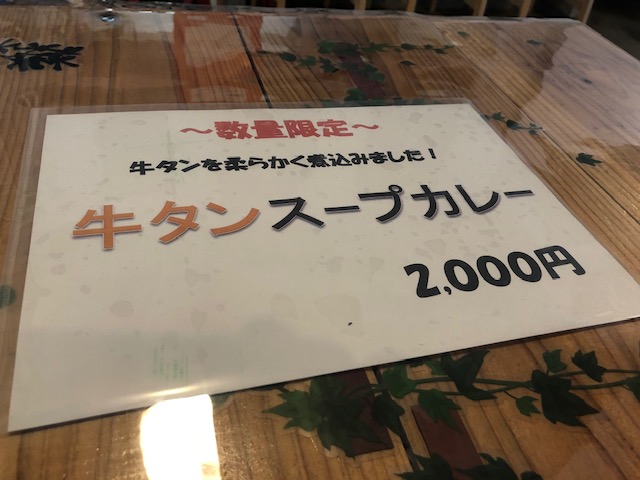 ~数量限定~
牛タンを柔らかく煮込みました!
牛タンスープカレー
2,000円